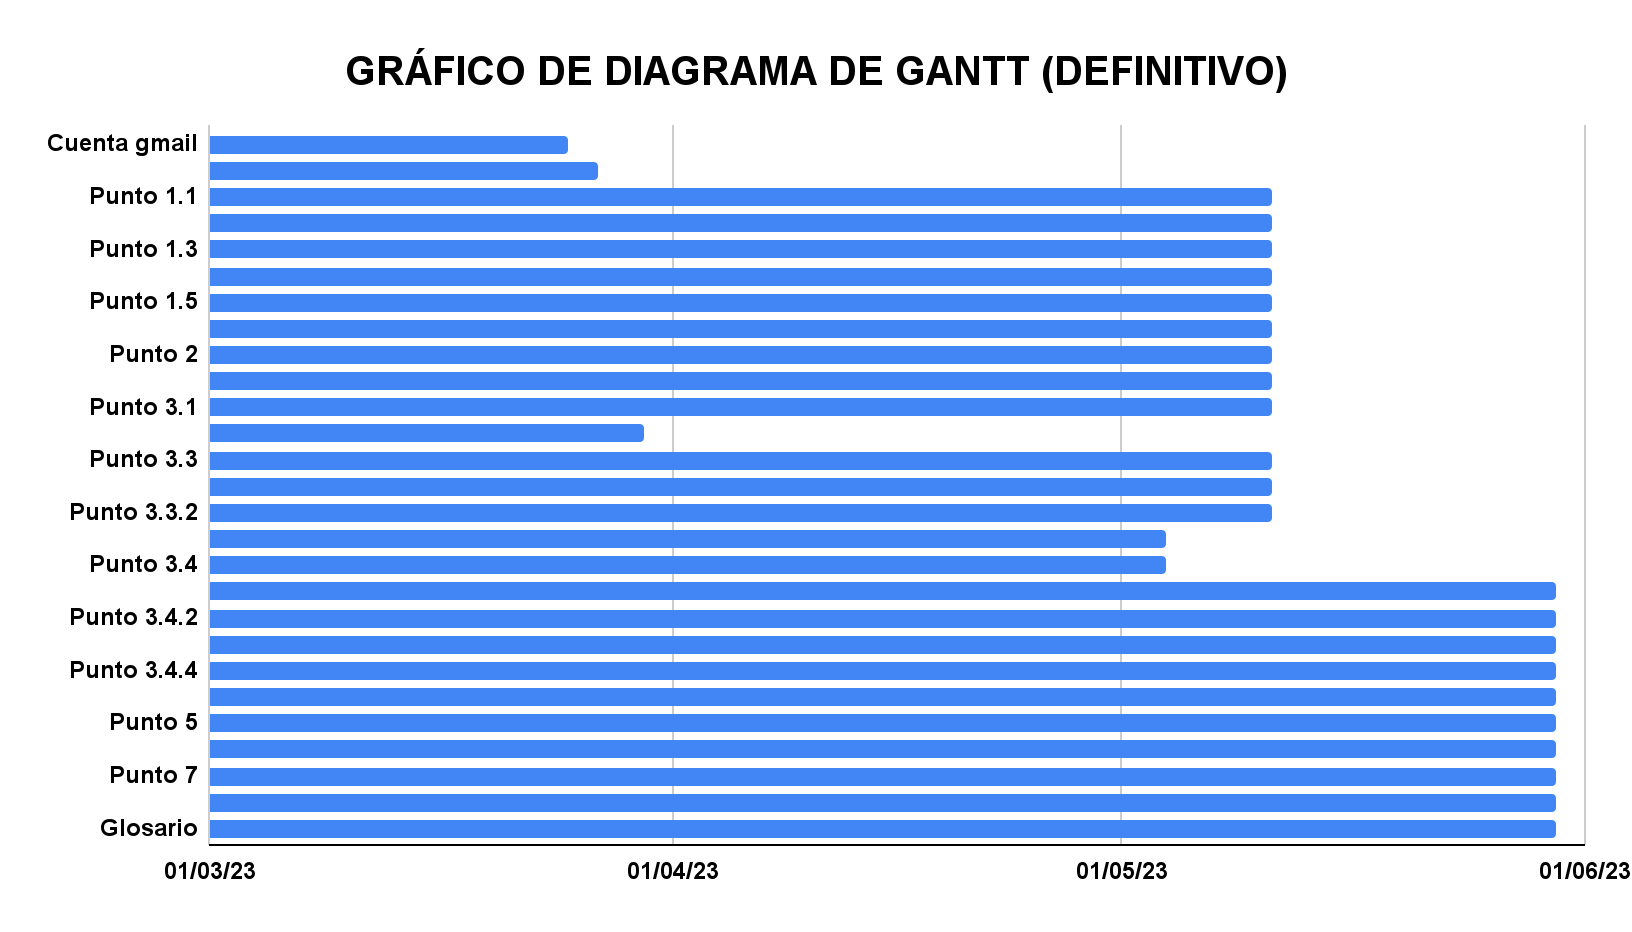 GRÁFICO DE DIAGRAMA DE GANTT (DEFINITIVO)
Cuenta gmail
Punto 1.1
Punto 1.3
Punto 1.5
Punto 2
Punto 3.1
Punto 3.3
Punto 3.3.2
Punto 3.4
Punto 3.4.2
Punto 3.4.4
Punto 5
Punto 7
Glosario
01/03/23 01/04/23 01/05/23 01/06/23